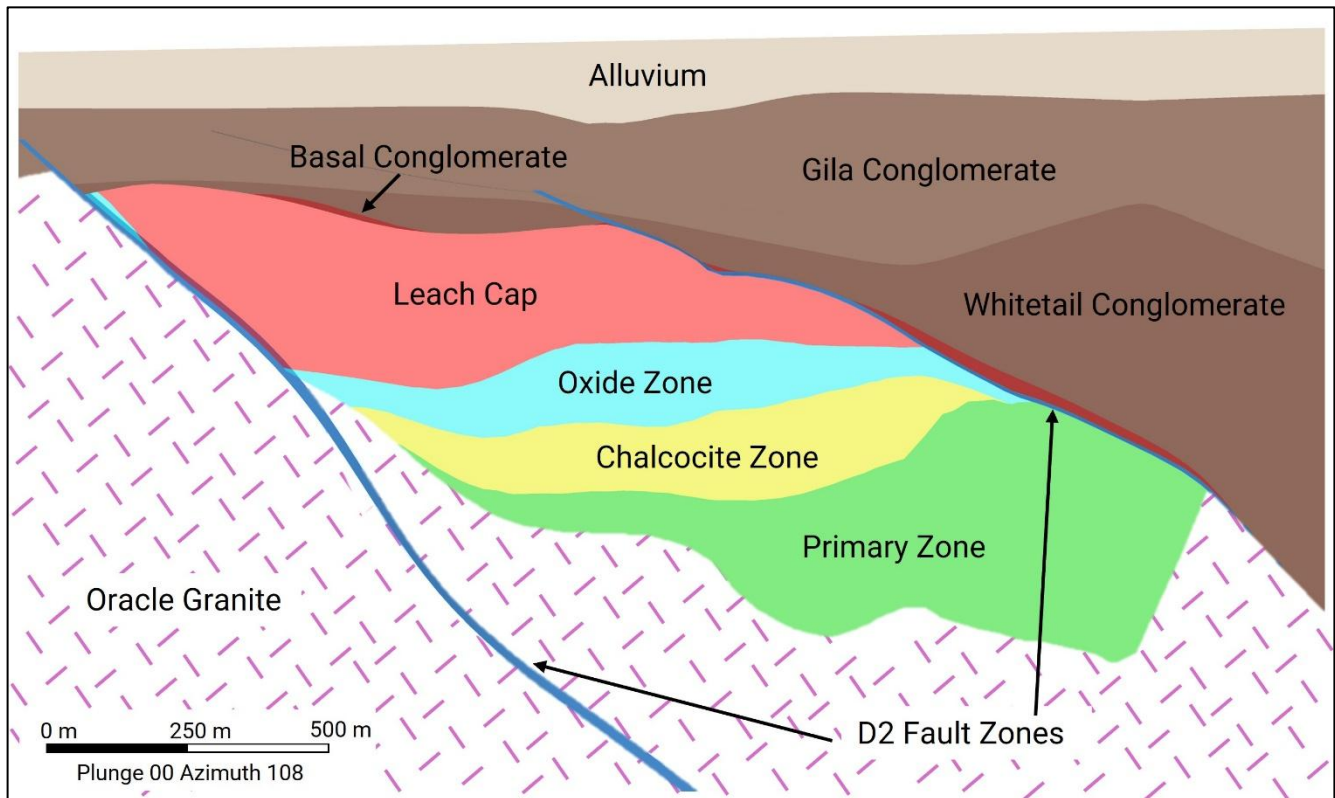 Alluvium
Basal Conglomerate
Gila Conglomerate
Leach Cap
Whitetail Conglomerate
Oxide Zone
Chalcocite Zone
Primary Zone
Oracle Granite
D2 Fault Zones
0 m 250 m 500 m
Plunge 00 Azimuth 108